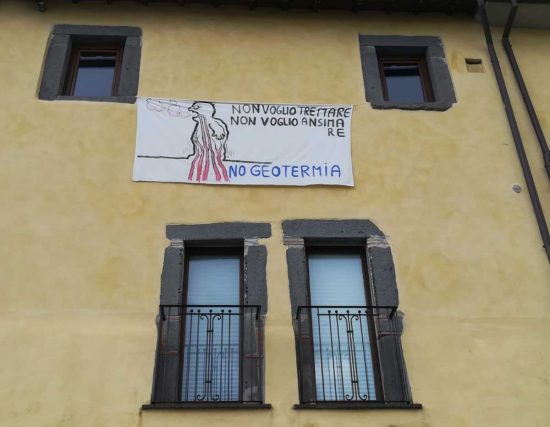 NON VOGLIO TREMARE
NON VOGLIO ANSIMA
RE
NO GEOTERMIA